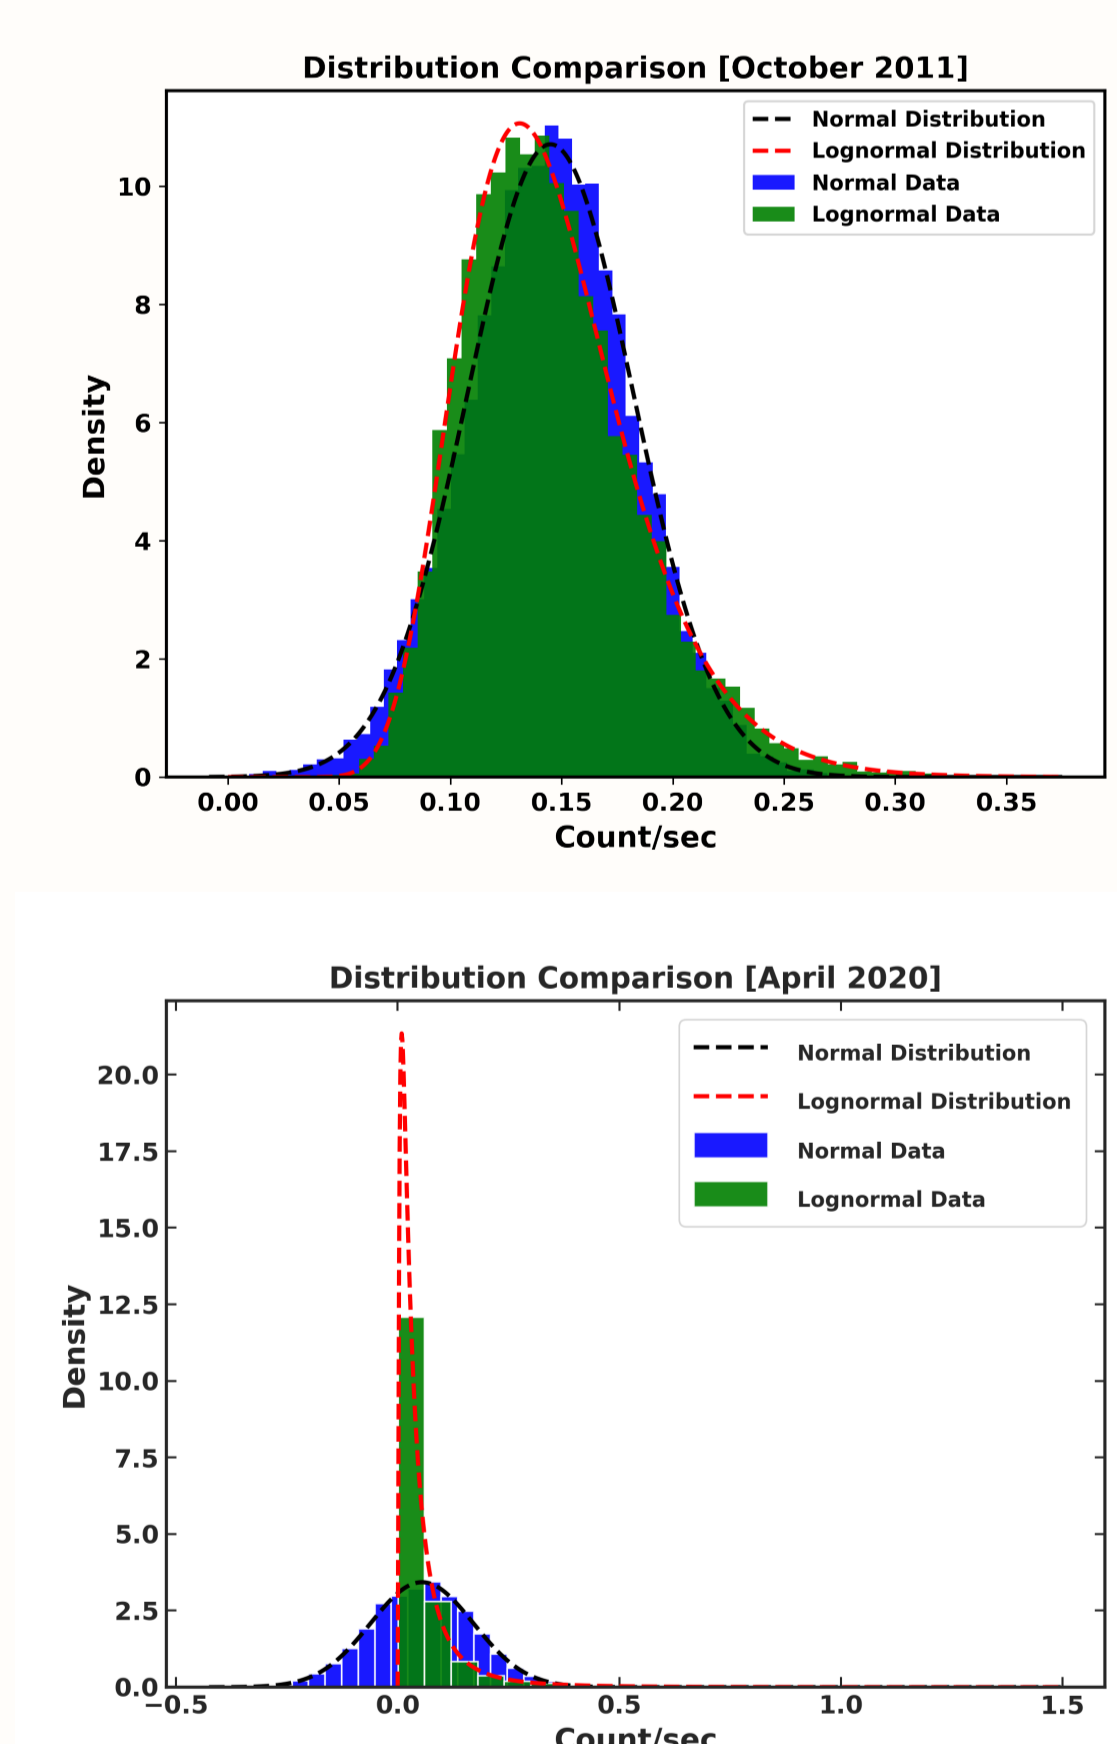 Distribution Comparison [October 2011]
Normal Distribution
Lognormal Distribution
Normal Data
Lognormal Data
10
8
6
4
2
0
Density
0.00 0.05 0.10 0.15 0.20 0.25 0.30 0.35
Count/sec
Distribution Comparison [April 2020]
Normal Distribution
Lognormal Distribution
Normal Data
Lognormal Data
20.0
17.5
15.0
12.5
10.0
7.5
5.0
2.5
0.0
Density
−0.5 0.0 0.5 1.0 1.5
Count/sec